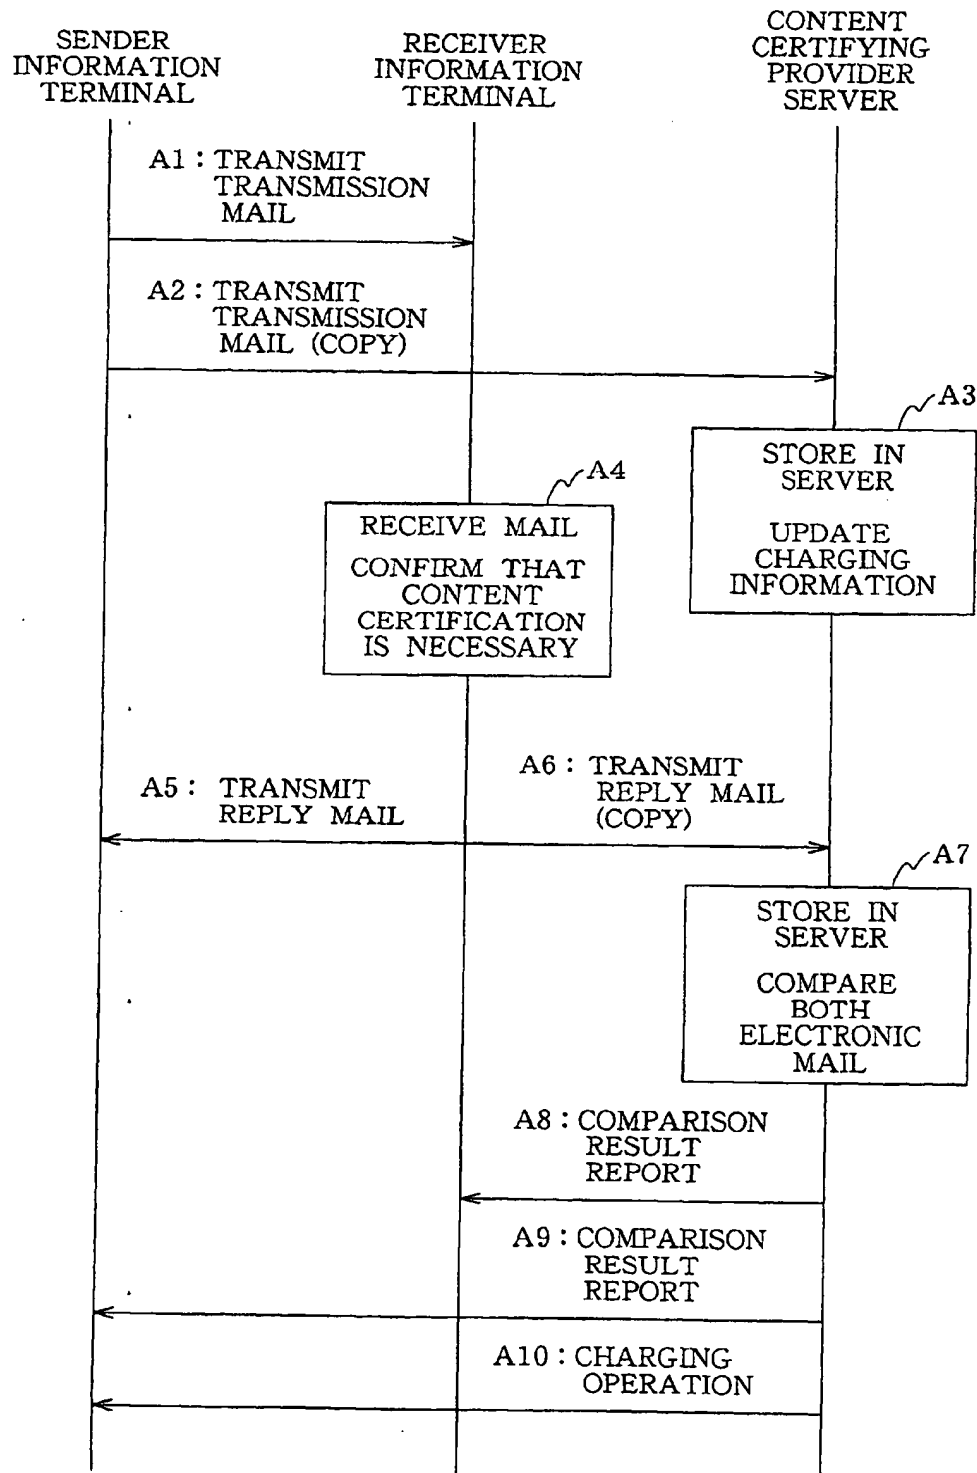 SENDER
INFORMATION
TERMINAL
RECEIVER
INFORMATION
TERMINAL
CONTENT
CERTIFYING
PROVIDER
SERVER
A1 : TRANSMIT
TRANSMISSION
MAIL
A2 : TRANSMIT
TRANSMISSION
MAIL (COPY)
A3
STORE IN
SERVER
UPDATE
CHARGING
INFORMATION
A4
RECEIVE MAIL
CONFIRM THAT
CONTENT
CERTIFICATION
IS NECESSARY
A5 : TRANSMIT
REPLY MAIL
A6 : TRANSMIT
REPLY MAIL
(COPY)
A7
STORE IN
SERVER
COMPARE
BOTH
ELECTRONIC
MAIL
A8 : COMPARISON
RESULT
REPORT
A9 : COMPARISON
RESULT
REPORT
A10 : CHARGING
OPERATION